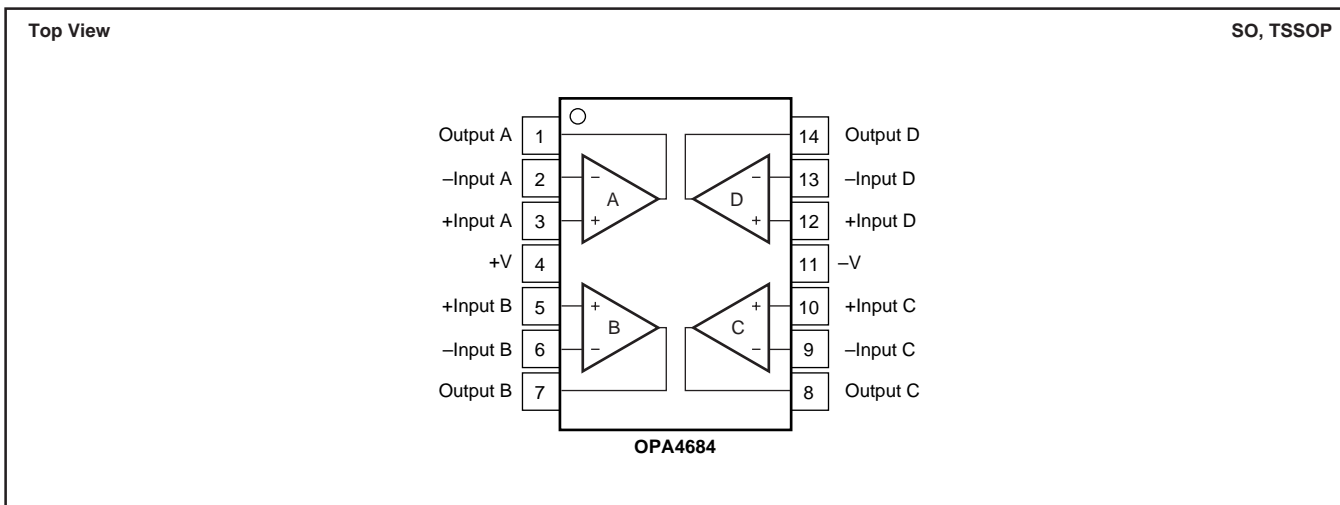 Top View
SO, TSSOP
Output A 1
–Input A 2
+Input A 3
+V 4
+Input B 5
–Input B 6
Output B 7
14 Output D
13 –Input D
12 +Input D
11 –V
10 +Input C
9 –Input C
8 Output C
–
A
+
–
D
+
+
B
–
+
C
–
OPA4684